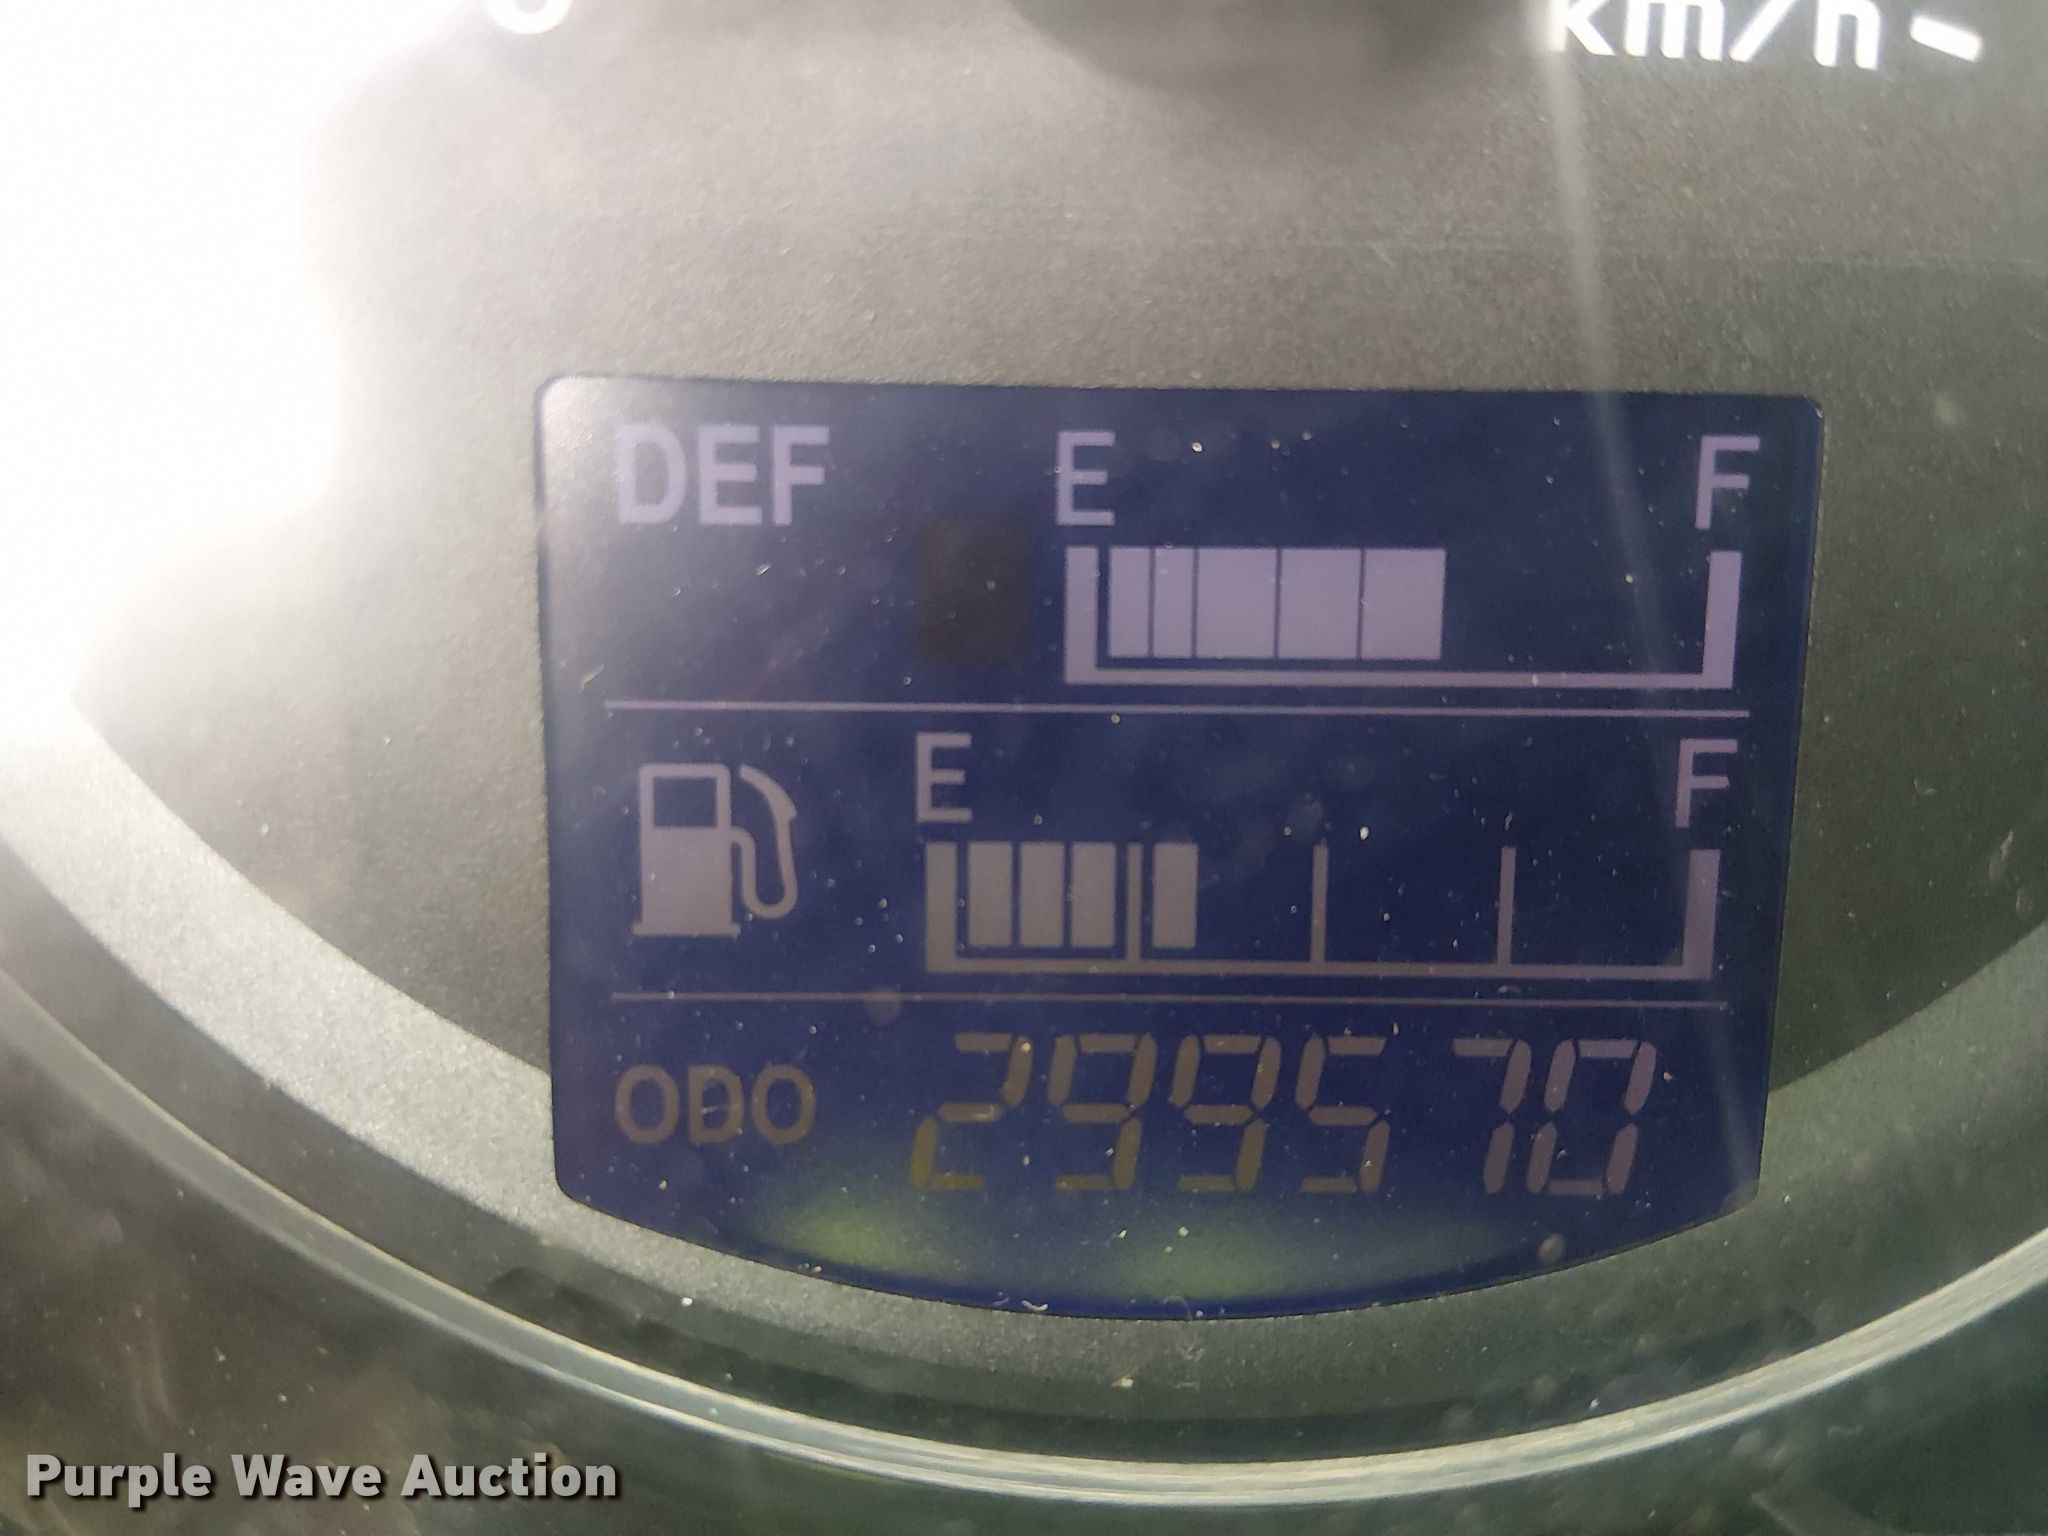 km/h
DEF E F
E F
ODO 299570
Purple Wave Auction